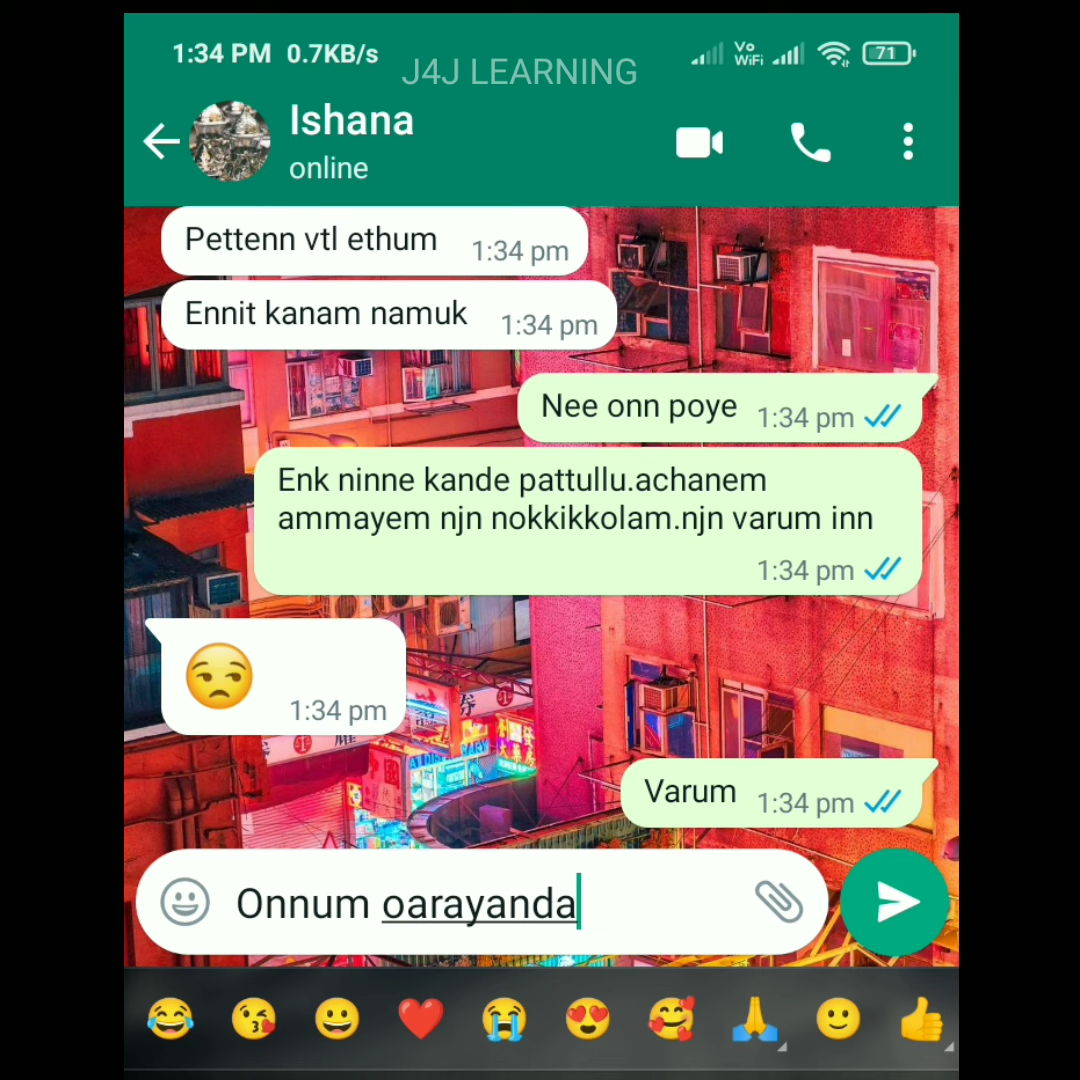 1:34 PM 0.7KB/s Vo WiFi 71
J4J LEARNING
Ishana
online
Pettenn vtl ethum 1:34 pm
Ennit kanam namuk 1:34 pm
Nee onn poye 1:34 pm
Enk ninne kande pattullu.achanem
ammayem njn nokkikkolam.njn varum inn
1:34 pm
1:34 pm
Varum 1:34 pm
Onnum oarayanda